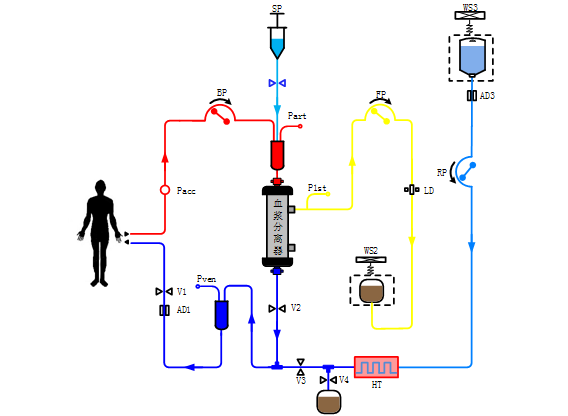 SP
WS3
BP
FP
AD3
Part
RP
Pacc
Plst
LD
血浆分离器
WS2
Pven
V1
AD1
V2
V3
V4
HT